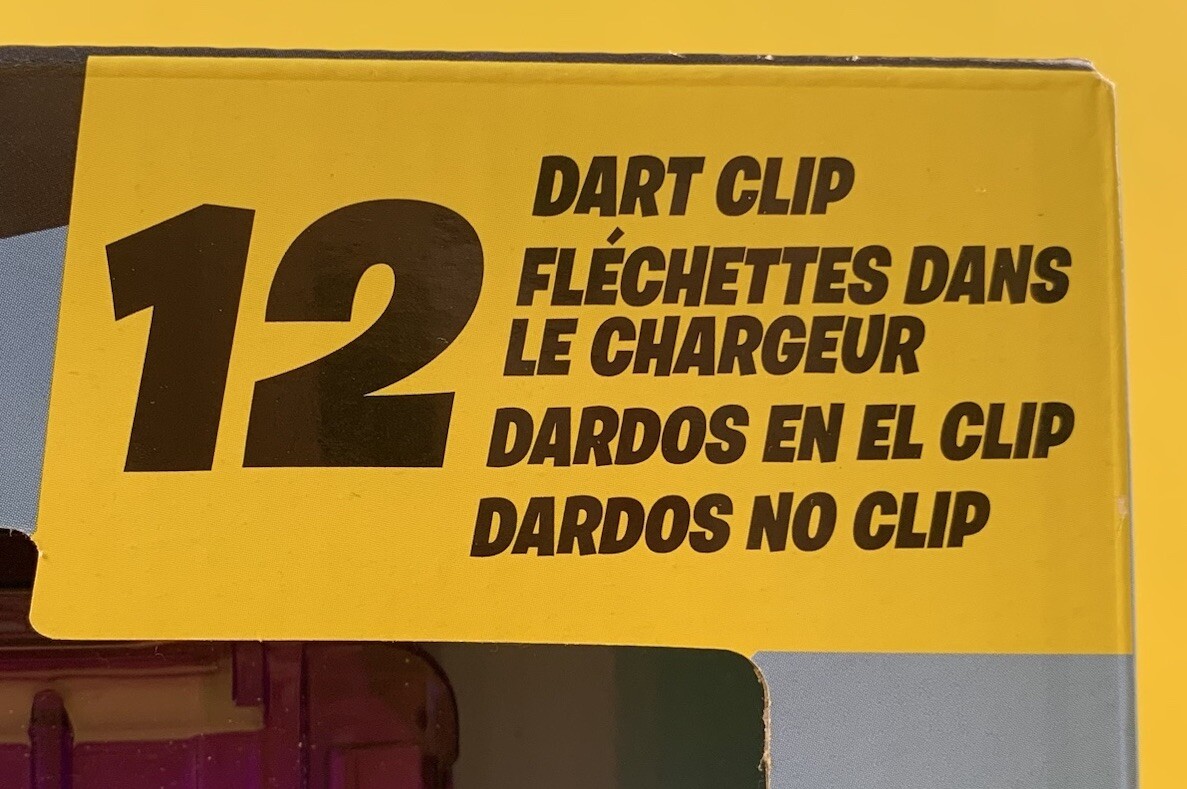 12
DART CLIP
FLÉCHETTES DANS
LE CHARGEUR
DARDOS EN EL CLIP
DARDOS NO CLIP